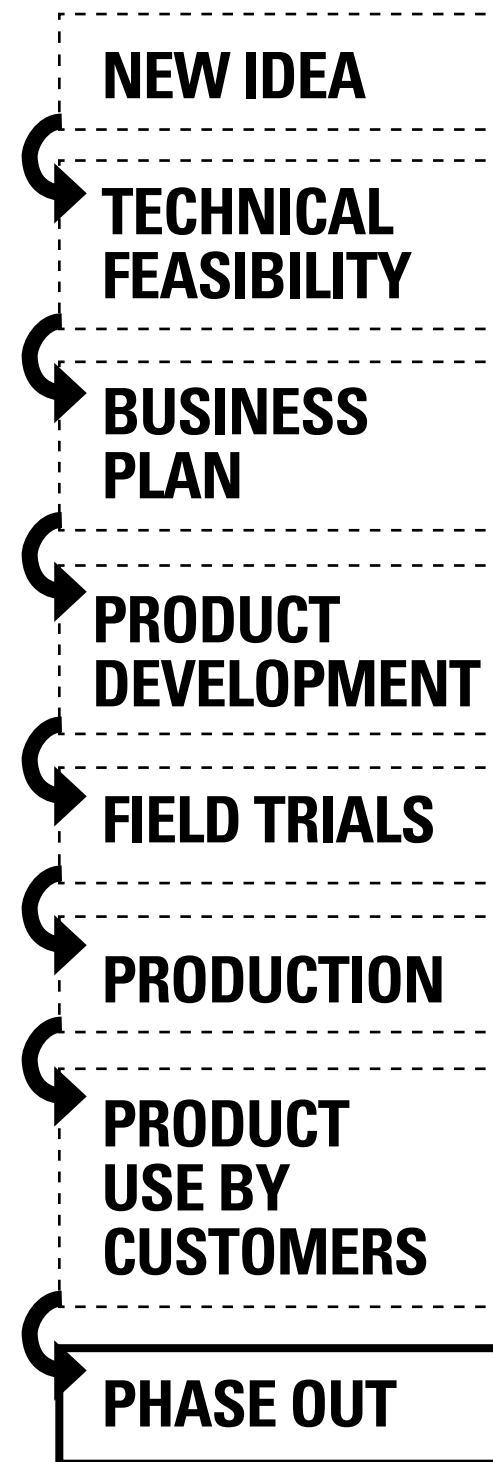 NEW IDEA
TECHNICAL
FEASIBILITY
BUSINESS
PLAN
PRODUCT
DEVELOPMENT
FIELD TRIALS
PRODUCTION
PRODUCT
USE BY
CUSTOMERS
PHASE OUT